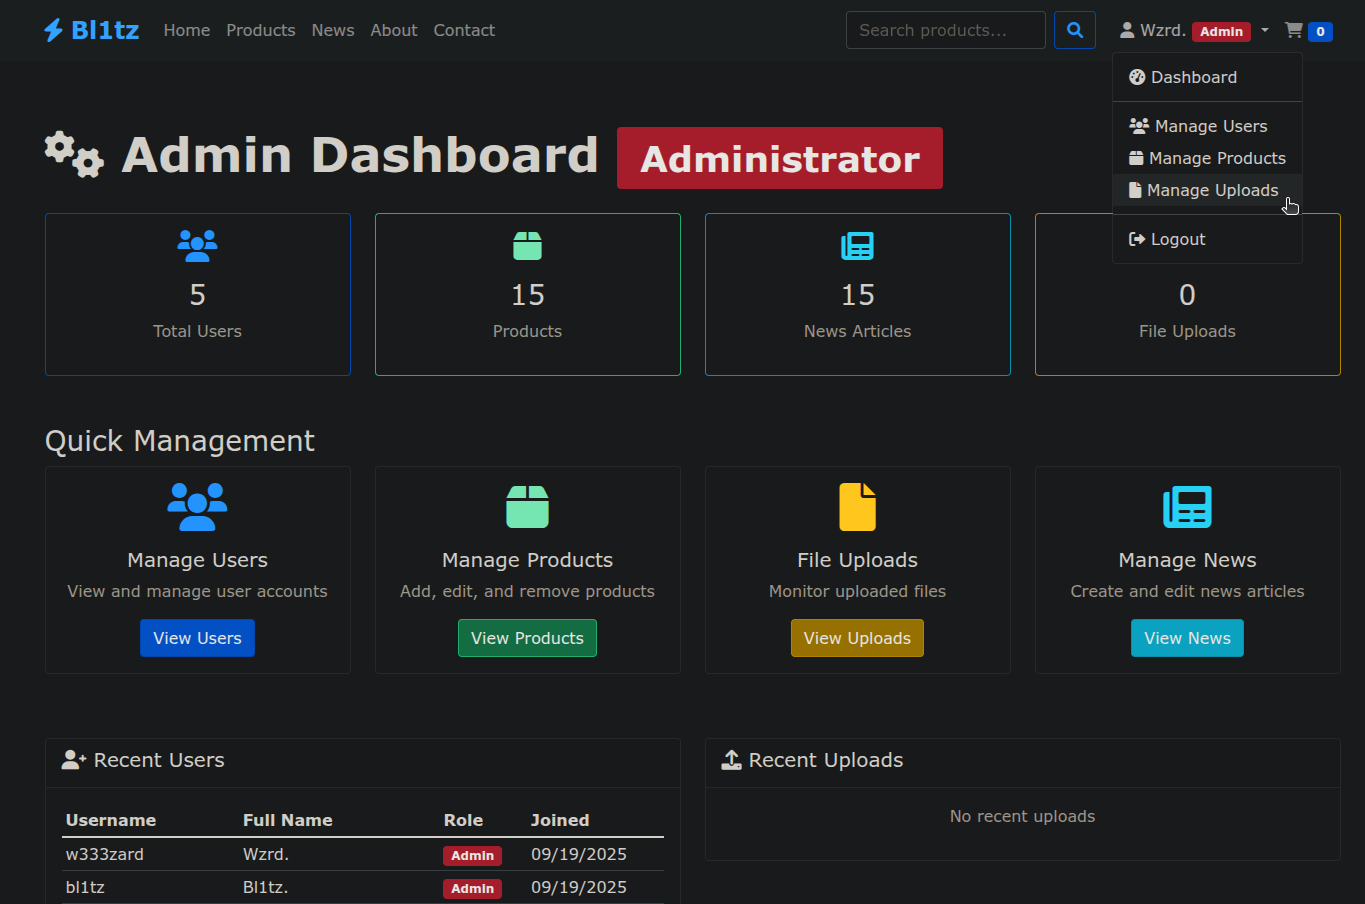 Bl1tz Home Products News About Contact Search products... Wzrd. Admin 0
Dashboard
Manage Users
Manage Products
Manage Uploads
Logout
Admin Dashboard Administrator
5 15 15 0
Total Users Products News Articles File Uploads
Quick Management
Manage Users Manage Products File Uploads Manage News
View and manage user accounts Add, edit, and remove products Monitor uploaded files Create and edit news articles
View Users View Products View Uploads View News
Recent Users Recent Uploads
No recent uploads
Username Full Name Role Joined
w333zard Wzrd. Admin 09/19/2025
bl1tz Bl1tz. Admin 09/19/2025